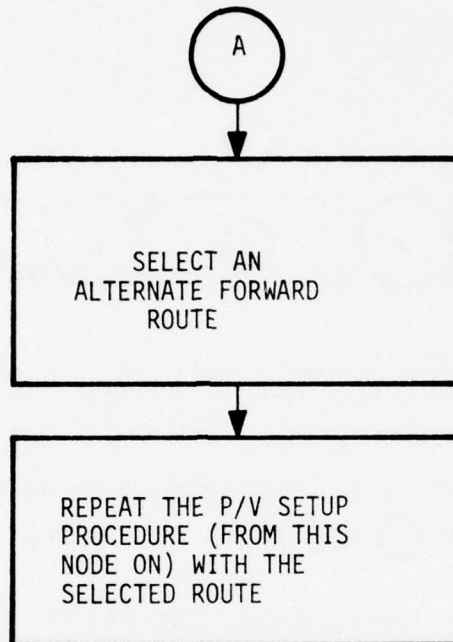 A
SELECT AN
ALTERNATE FORWARD
ROUTE
REPEAT THE P/V SETUP
PROCEDURE (FROM THIS
NODE ON) WITH THE
SELECTED ROUTE